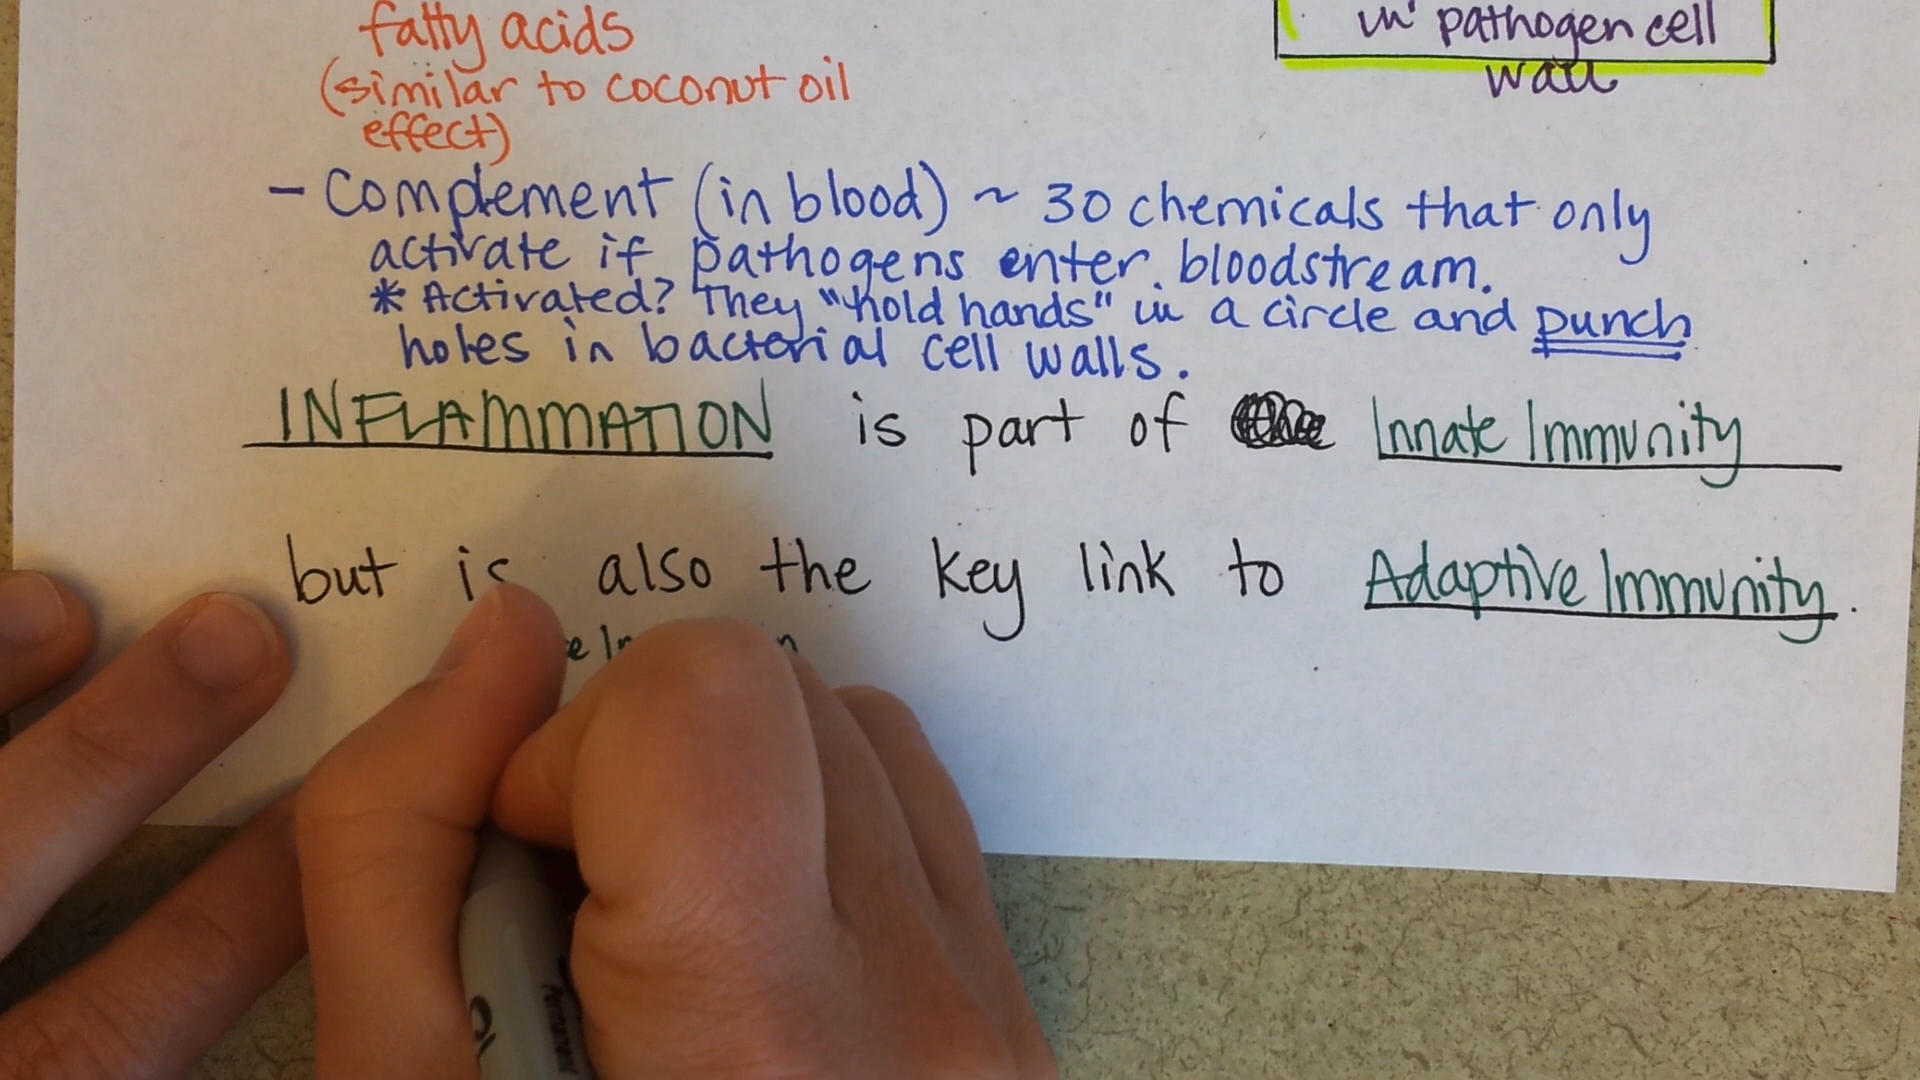 fatty acids
(similar to coconut oil
effect)
in pathogen cell
wall
- Complement (in blood) ~ 30 chemicals that only
activate if pathogens enter bloodstream.
* Activated? They "hold hands" in a circle and punch
holes in bacterial cell walls.
INFLAMMATION is part of Innate Immunity
but is also the key link to Adaptive Immunity.